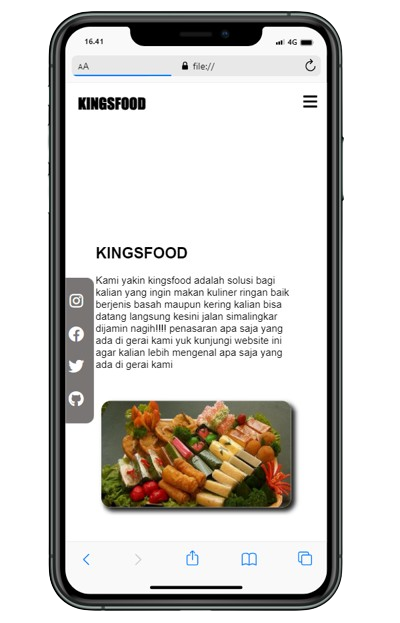 16.41
4G
AA
file://
KINGSFOOD
KINGSFOOD
Kami yakin kingsfood adalah solusi bagi
kalian yang ingin makan kuliner ringan baik
berjenis basah maupun kering kalian bisa
datang langsung kesini jalan simalingkar
dijamin nagih!!!! penasaran apa saja yang
ada di gerai kami yuk kunjungi website ini
agar kalian lebih mengenal apa saja yang
ada di gerai kami